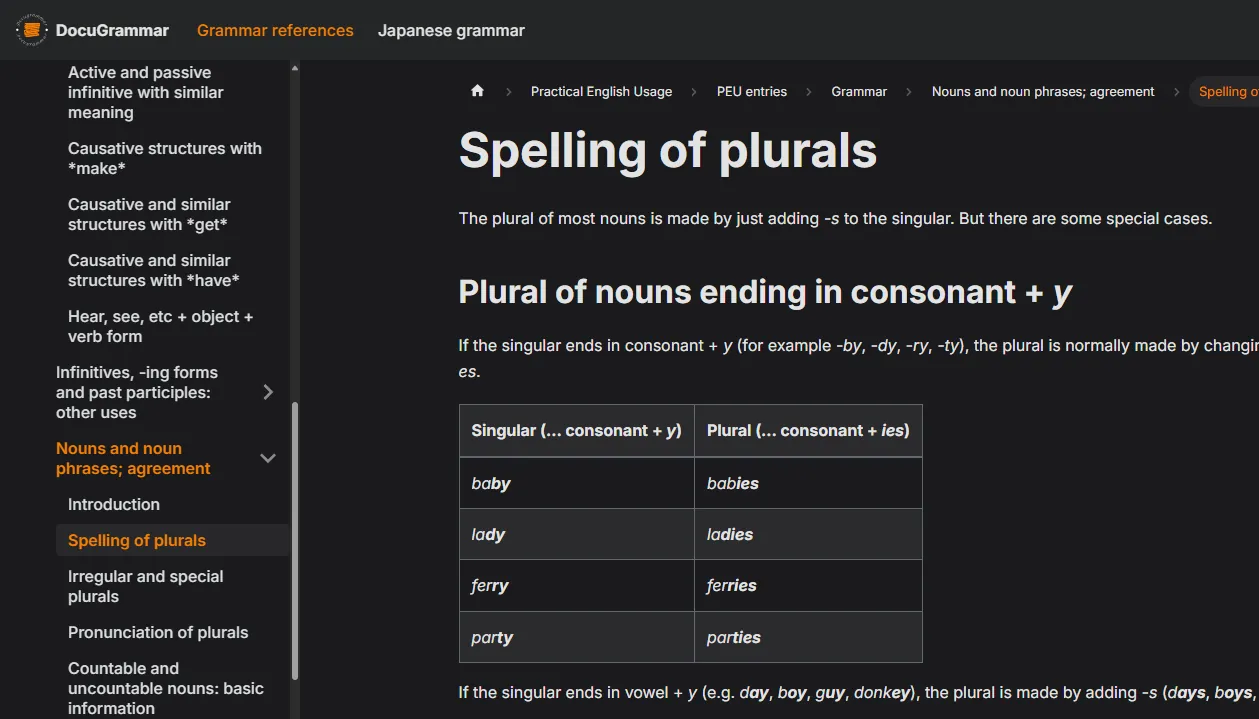 DocuGrammar Grammar references Japanese grammar
Active and passive
infinitive with similar
meaning
Causative structures with
*make*
Causative and similar
structures with *get*
Causative and similar
structures with *have*
Hear, see, etc + object +
verb form
Infinitives, -ing forms
and past participles:
other uses
Nouns and noun
phrases; agreement
Introduction
Spelling of plurals
Irregular and special
plurals
Pronunciation of plurals
Countable and
uncountable nouns: basic
information
Practical English Usage PEU entries Grammar Nouns and noun phrases; agreement Spelling o
Spelling of plurals
The plural of most nouns is made by just adding -s to the singular. But there are some special cases.
Plural of nouns ending in consonant + y
If the singular ends in consonant + y (for example -by, -dy, -ry, -ty), the plural is normally made by changin
es.
Singular (... consonant + y) Plural (... consonant + ies)
baby babies
lady ladies
ferry ferries
party parties
If the singular ends in vowel + y (e.g. day, boy, guy, donkey), the plural is made by adding -s (days, boys,